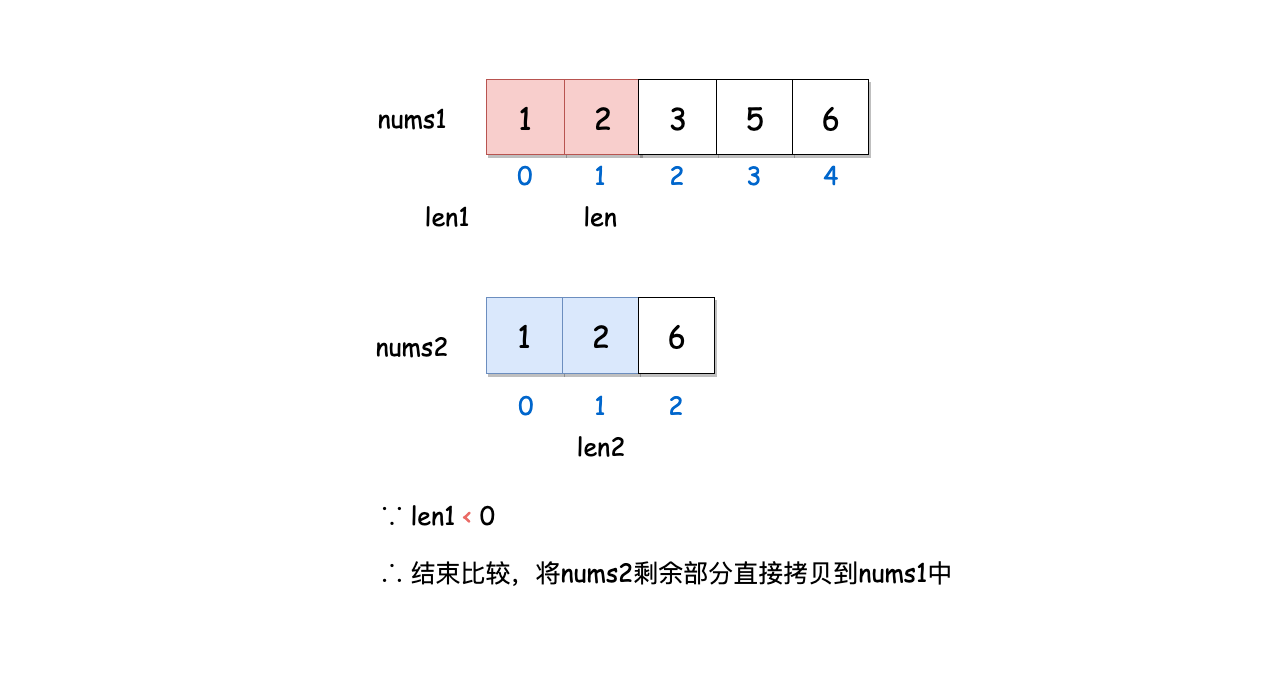 nums1 1 2 3 5 6
0 1 2 3 4
len1 len
nums2 1 2 6
0 1 2
len2
∵ len1 < 0
∴ 结束比较，将nums2剩余部分直接拷贝到nums1中